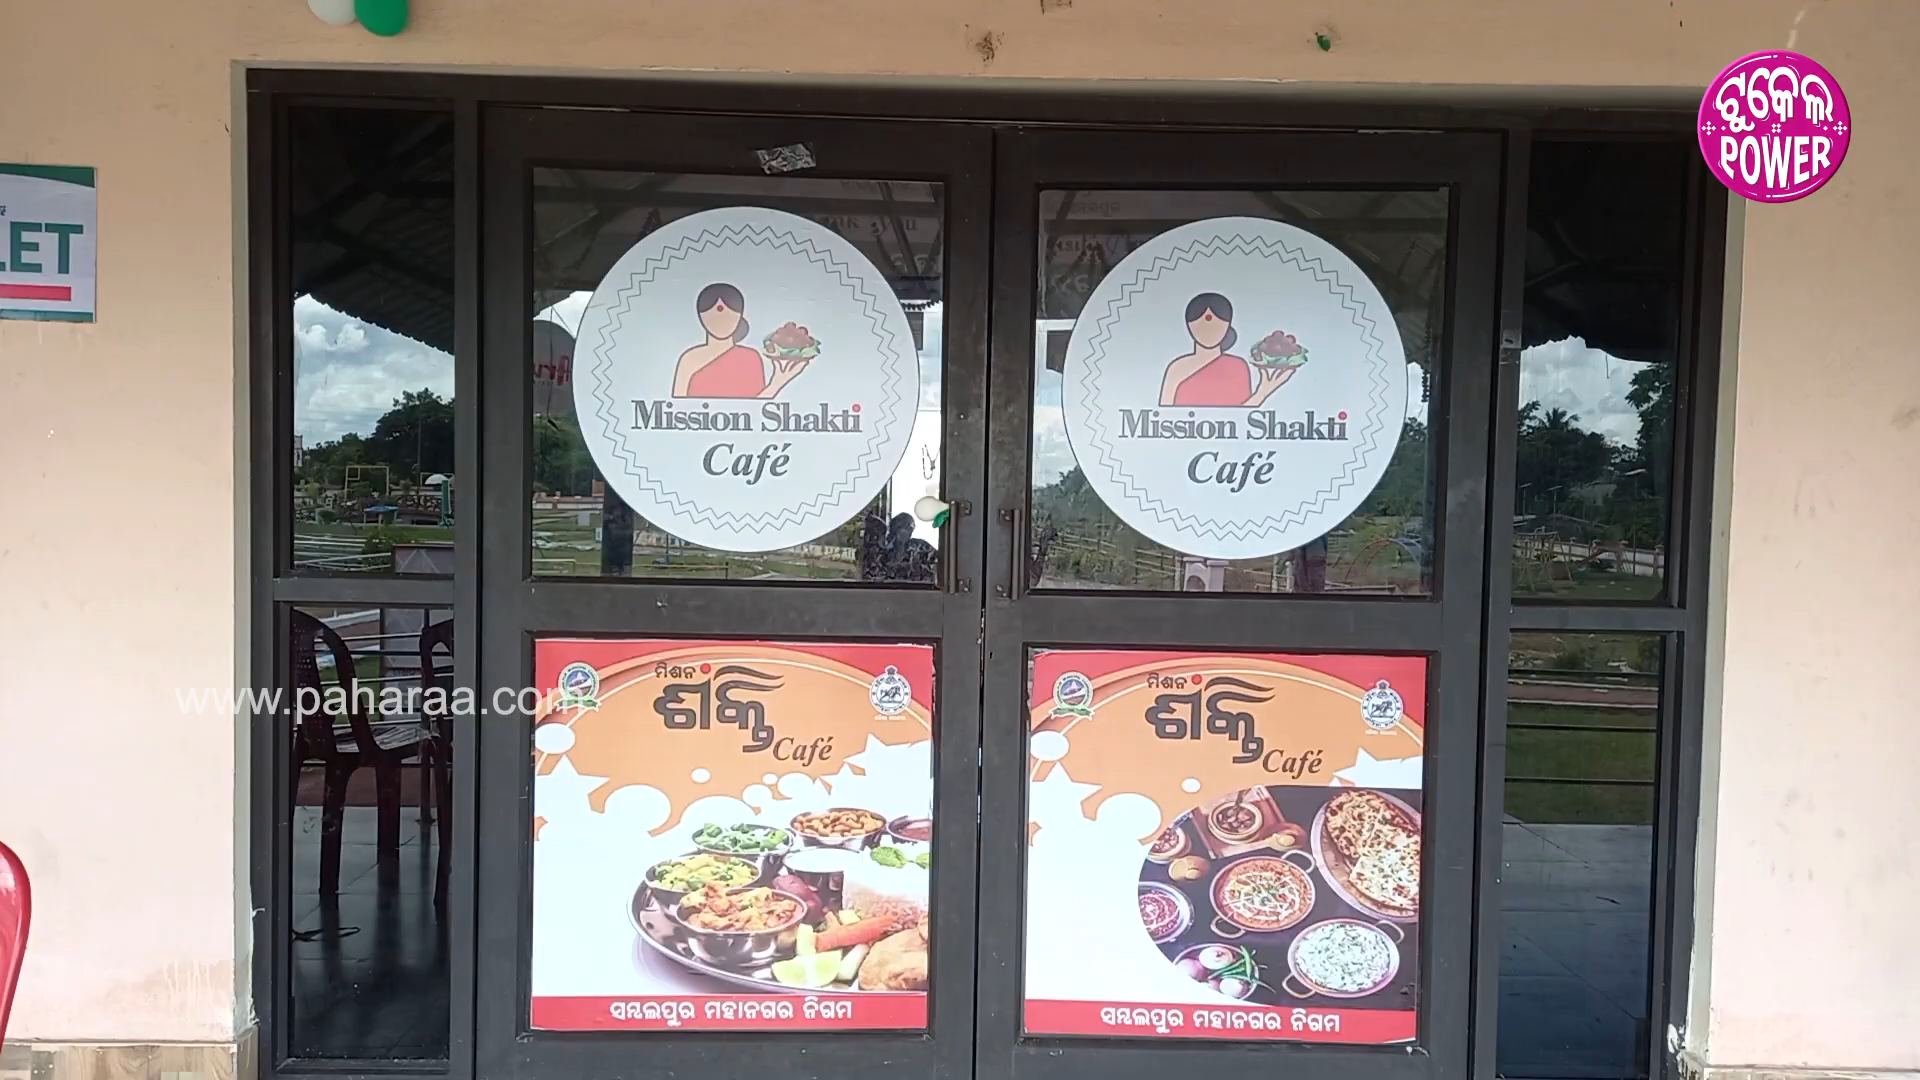 ଟୁକେଲ
POWER
LET
Mission Shakti
Café
Mission Shakti
Café
www.paharaa.com
ମିଶନ
ଶକ୍ତି
Café
ସମ୍ବଲପୁର ମହାନଗର ନିଗମ
ମିଶନ
ଶକ୍ତି
Café
ସମ୍ବଲପୁର ମହାନଗର ନିଗମ